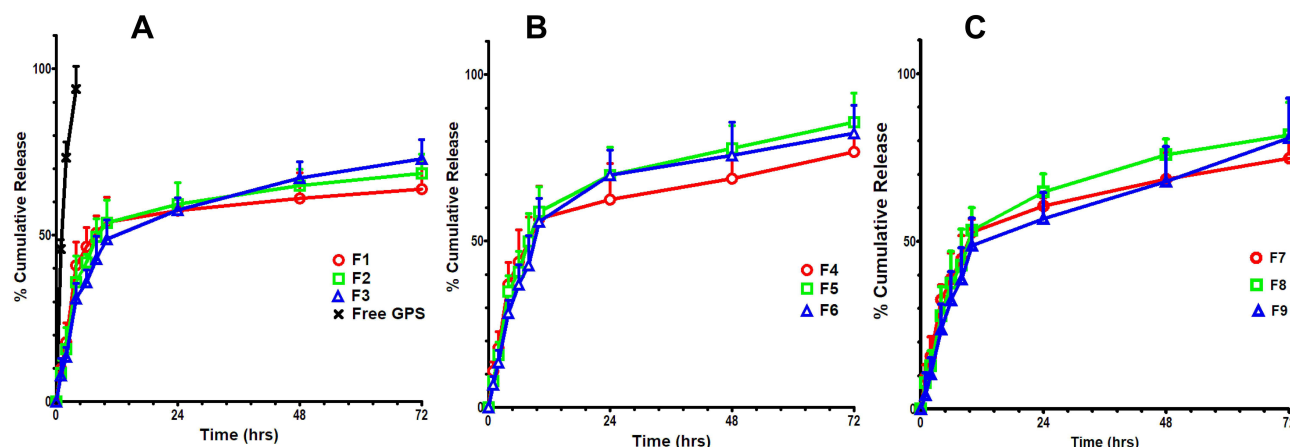 A
% Cumulative Release
100
50
0
0
24
48
72
Time (hrs)
F1
F2
F3
Free GPS
B
% Cumulative Release
100
50
0
0
24
48
72
Time (hrs)
F4
F5
F6
C
% Cumulative Release
100
50
0
0
24
48
72
Time (hrs)
F7
F8
F9